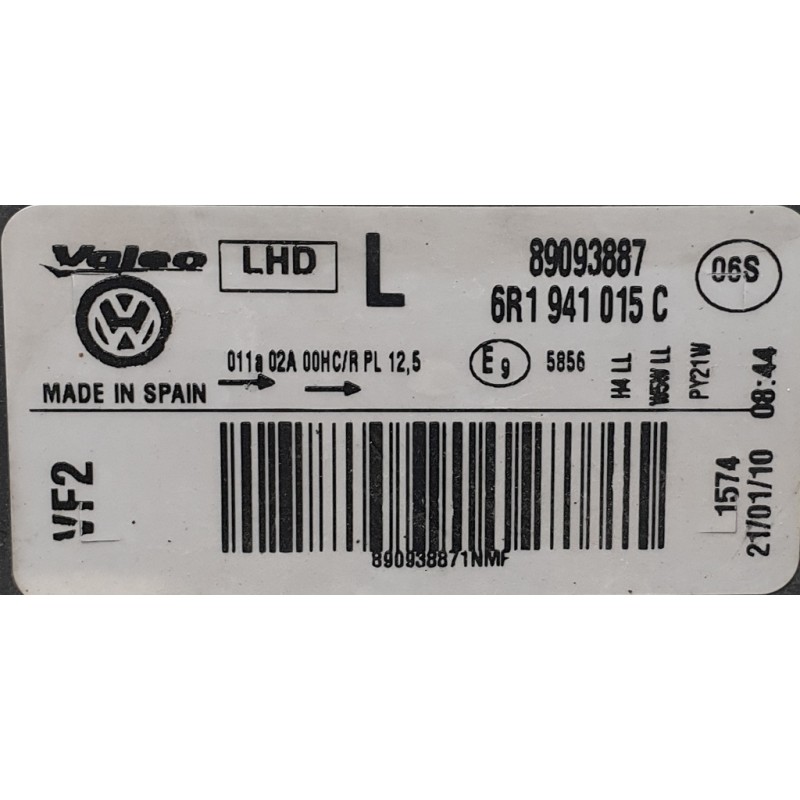 Valeo
LHD
L
89093887
6R1 941 015 C
06S
011a 02A 00HC/R PL 12,5
E9
5856
H4 LL
W5W LL
PY21W
MADE IN SPAIN
VF2
890938871NMF
1574
21/01/10 08:44